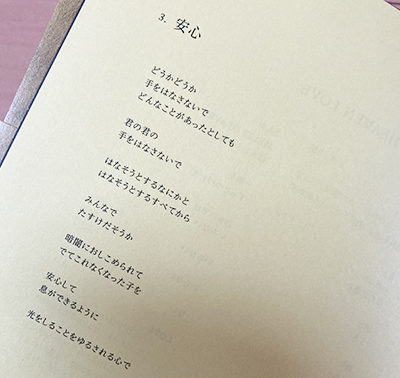 3. 安心
どうかどうか
手をはなさないで
どんなことがあったとしても
君の君の
手をはなさないで
はなそうとするなにかと
はなそうとするすべてから
みんなで
たすけだそうか
暗闇におしこめられて
でてこれなくなった子を
安心して
息ができるように
光をしることをゆるされる心で